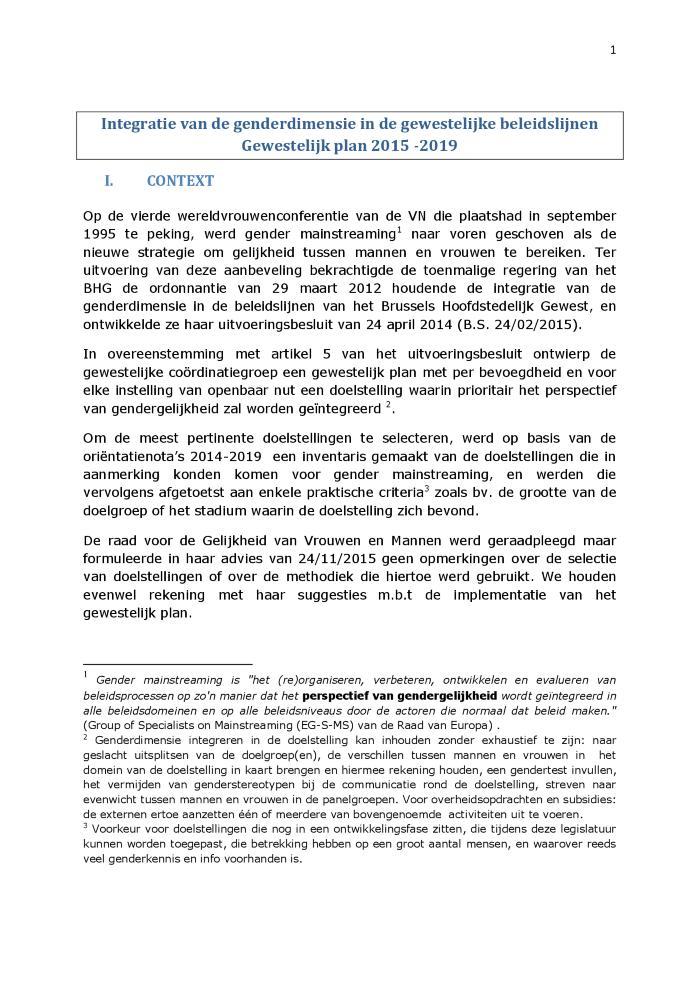 1
Integratie van de genderdimensie in de gewestelijke beleidslijnen
Gewestelijk plan 2015 -2019
I. CONTEXT
Op de vierde wereldvrouwenconferentie van de VN die plaatshad in september
1995 te peking, werd gender mainstreaming1 naar voren geschoven als de
nieuwe strategie om gelijkheid tussen mannen en vrouwen te bereiken. Ter
uitvoering van deze aanbeveling bekrachtigde de toenmalige regering van het
BHG de ordonnantie van 29 maart 2012 houdende de integratie van de
genderdimensie in de beleidslijnen van het Brussels Hoofdstedelijk Gewest, en
ontwikkelde ze haar uitvoeringsbesluit van 24 april 2014 (B.S. 24/02/2015).
In overeenstemming met artikel 5 van het uitvoeringsbesluit ontwierp de
gewestelijke coördinatiegroep een gewestelijk plan met per bevoegdheid en voor
elke instelling van openbaar nut een doelstelling waarin prioritair het perspectief
van gendergelijkheid zal worden geïntegreerd 2.
Om de meest pertinente doelstellingen te selecteren, werd op basis van de
oriëntatienota's 2014-2019 een inventaris gemaakt van de doelstellingen die in
aanmerking konden komen voor gender mainstreaming, en werden die
vervolgens afgetoetst aan enkele praktische criteria3 zoals bv. de grootte van de
doelgroep of het stadium waarin de doelstelling zich bevond.
De raad voor de Gelijkheid van Vrouwen en Mannen werd geraadpleegd maar
formuleerde in haar advies van 24/11/2015 geen opmerkingen over de selectie
van doelstellingen of over de methodiek die hiertoe werd gebruikt. We houden
evenwel rekening met haar suggesties m.b.t de implementatie van het
gewestelijk plan.
1 Gender mainstreaming is "het (re)organiseren, verbeteren, ontwikkelen en evalueren van
beleidsprocessen op zo'n manier dat het perspectief van gendergelijkheid wordt geïntegreerd in
alle beleidsdomeinen en op alle beleidsniveaus door de actoren die normaal dat beleid maken."
(Group of Specialists on Mainstreaming (EG-S-MS) van de Raad van Europa) .
2 Genderdimensie integreren in de doelstelling kan inhouden zonder exhaustief te zijn: naar
geslacht uitsplitsen van de doelgroep(en), de verschillen tussen mannen en vrouwen in het
domein van de doelstelling in kaart brengen en hiermee rekening houden, een gendertest invullen,
het vermijden van genderstereotypen bij de communicatie rond de doelstelling, streven naar
evenwicht tussen mannen en vrouwen in de panelgroepen. Voor overheidsopdrachten en subsidies:
de externen ertoe aanzetten één of meerdere van bovengenoemde activiteiten uit te voeren.
3 Voorkeur voor doelstellingen die nog in een ontwikkelingsfase zitten, die tijdens deze legislatuur
kunnen worden toegepast, die betrekking hebben op een groot aantal mensen, en waarover reeds
veel genderkennis en info voorhanden is.